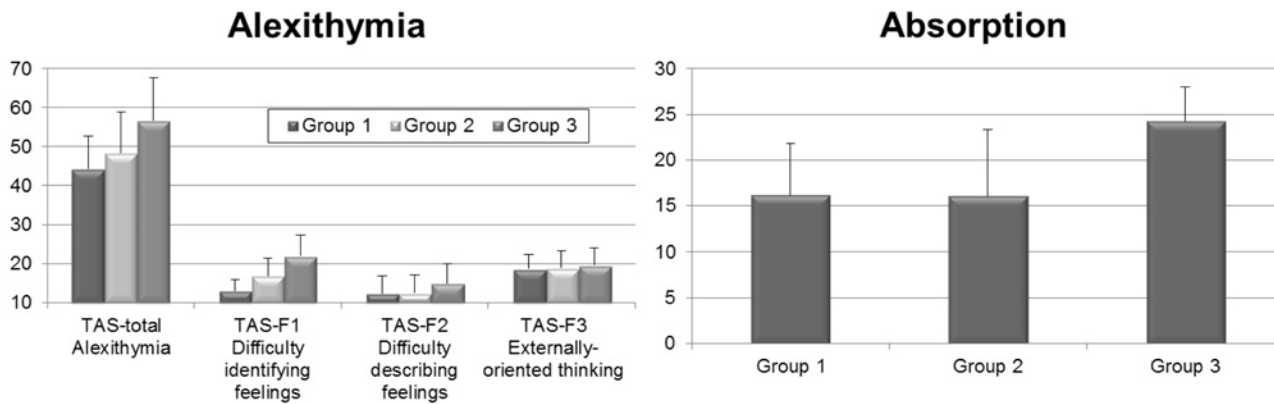 Alexithymia
70
60
50
40
30
20
10
Group 1 Group 2 Group 3
TAS-total
Alexithymia
TAS-F1
Difficulty
identifying
feelings
TAS-F2
Difficulty
describing
feelings
TAS-F3
Externally-
oriented thinking
Absorption
30
25
20
15
10
5
0
Group 1
Group 2
Group 3